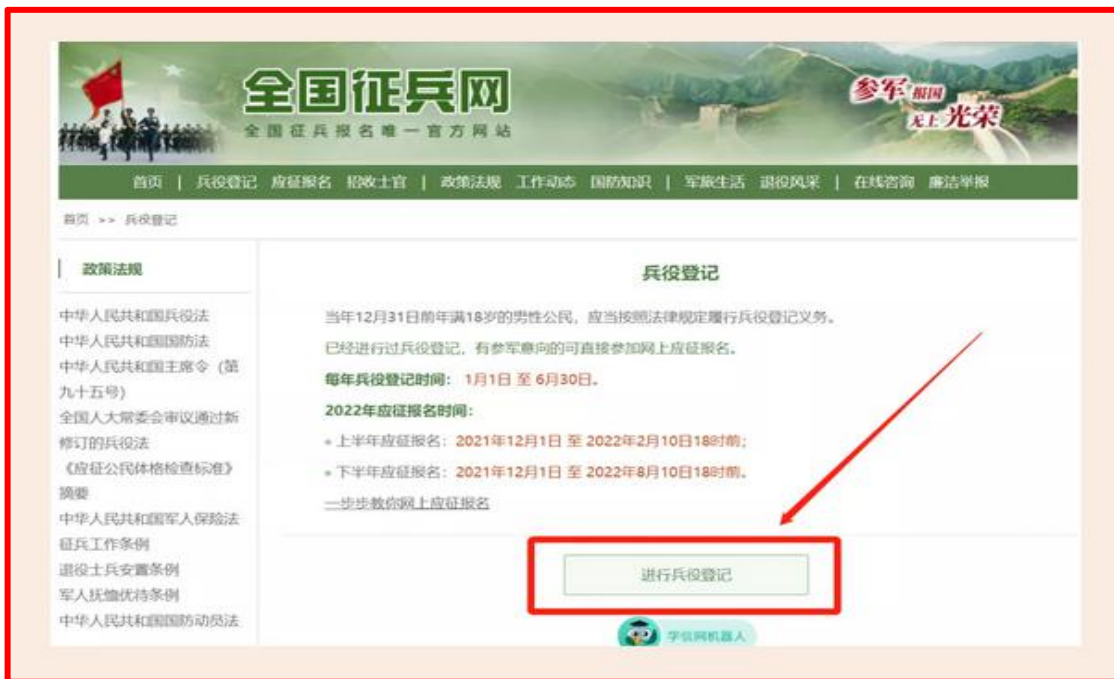 全国征兵网
全国征兵报名唯一官方网站
参军报国
无上光荣
首页 | 兵役登记 应征报名 招收士官 | 政策法规 工作动态 国防知识 | 军旅生活 退役风采 | 在线咨询 廉洁举报
首页 >> 兵役登记
政策法规
中华人民共和国兵役法
中华人民共和国国防法
中华人民共和国主席令（第
九十五号）
全国人大常委会审议通过新
修订的兵役法
《应征公民体格检查标准》
摘要
中华人民共和国军人保险法
征兵工作条例
退役士兵安置条例
军人抚恤优待条例
中华人民共和国国防动员法
兵役登记
当年12月31日前年满18岁的男性公民，应当按照法律规定履行兵役登记义务。
已经进行过兵役登记，有参军意向的可直接参加网上应征报名。
每年兵役登记时间：1月1日 至 6月30日。
2022年应征报名时间：
上半年应征报名：2021年12月1日 至 2022年2月10日18时前；
下半年应征报名：2021年12月1日 至 2022年8月10日18时前。
一步步教你网上应征报名
进行兵役登记
学信网机器人